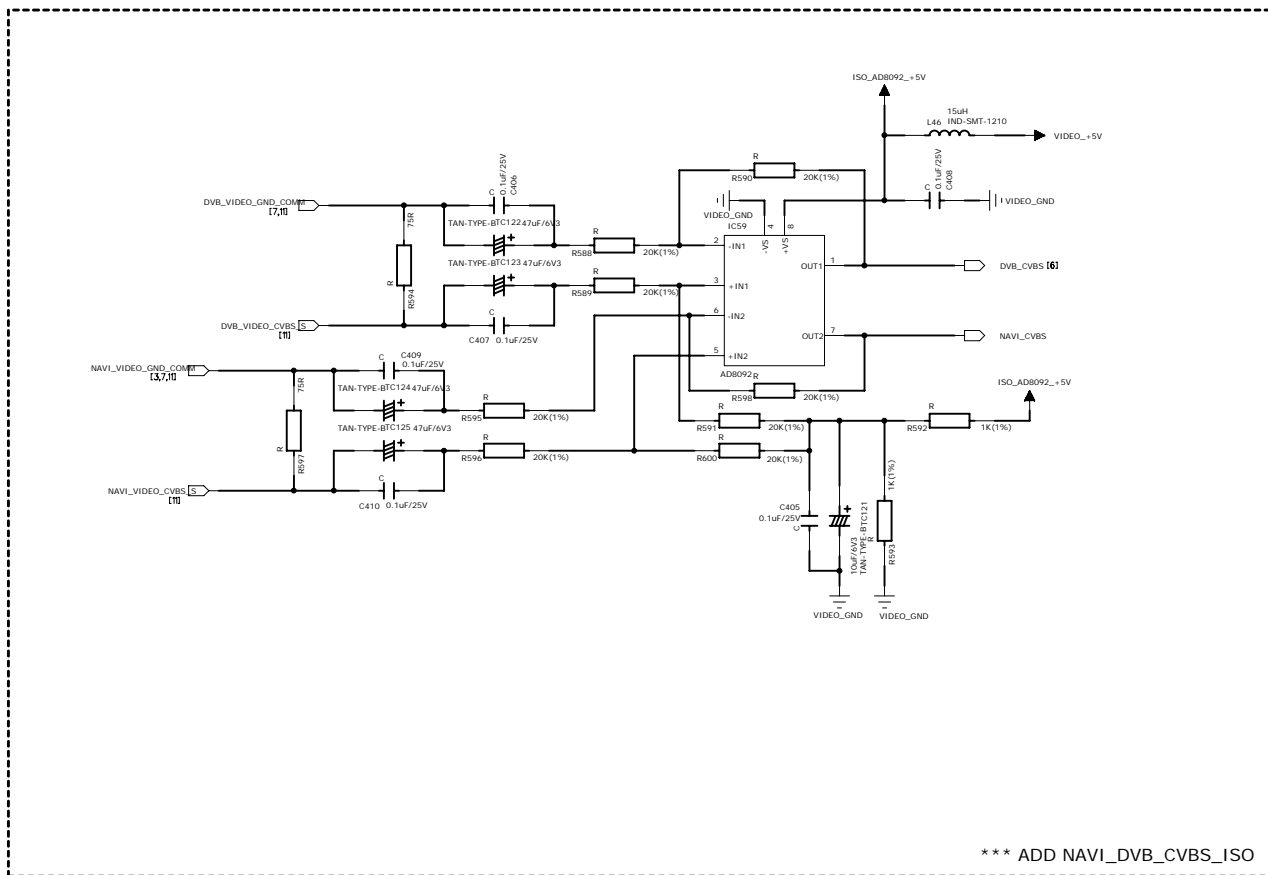 ISO_AD8092_+5V
15uH
L46 IND-SMT-1210
VIDEO_+5V
C 0.1uF/25V C408
VIDEO_GND
R
R590 20K(1%)
VIDEO_GND
IC59
4 8
-VS +VS
DVB_VIDEO_GND_COMM
[7,11]
C 0.1uF/25V C406
TAN-TYPE-BTC122 47uF/6V3
R
R588 20K(1%)
2 -IN1
75R
R R594
TAN-TYPE-BTC123 47uF/6V3
R
R589 20K(1%)
3 +IN1
OUT1 1
DVB_CVBS [6]
6 -IN2
DVB_VIDEO_CVBS_S
[11]
C
C407 0.1uF/25V
OUT2 7
NAVI_CVBS
5 +IN2
AD8092
NAVI_VIDEO_GND_COMM
[3,7,11]
C C409
0.1uF/25V
TAN-TYPE-BTC124 47uF/6V3
R
R595 20K(1%)
R
R598 20K(1%)
ISO_AD8092_+5V
75R
R R597
TAN-TYPE-BTC125 47uF/6V3
R
R596 20K(1%)
R
R591 20K(1%)
R
R592 1K(1%)
R
R600 20K(1%)
NAVI_VIDEO_CVBS_S
[11]
C
C410 0.1uF/25V
C405
0.1uF/25V
C
10uF/6V3
TAN-TYPE-BTC121
1K(1%)
R R593
VIDEO_GND
VIDEO_GND
*** ADD NAVI_DVB_CVBS_ISO